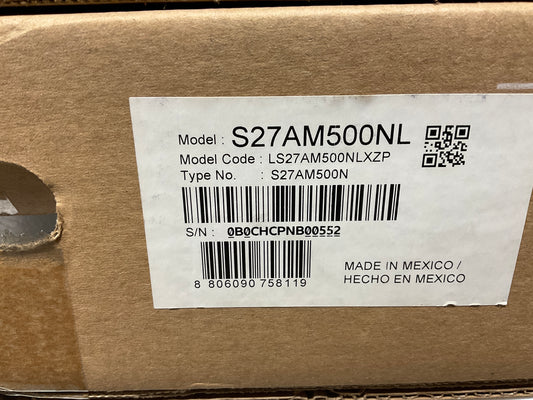 Model : S27AM500NL
Model Code : LS27AM500NLXZP
Type No. : S27AM500N
S/N : 0B0CHCPNB00552
8 806090 758119
MADE IN MEXICO /
HECHO EN MEXICO